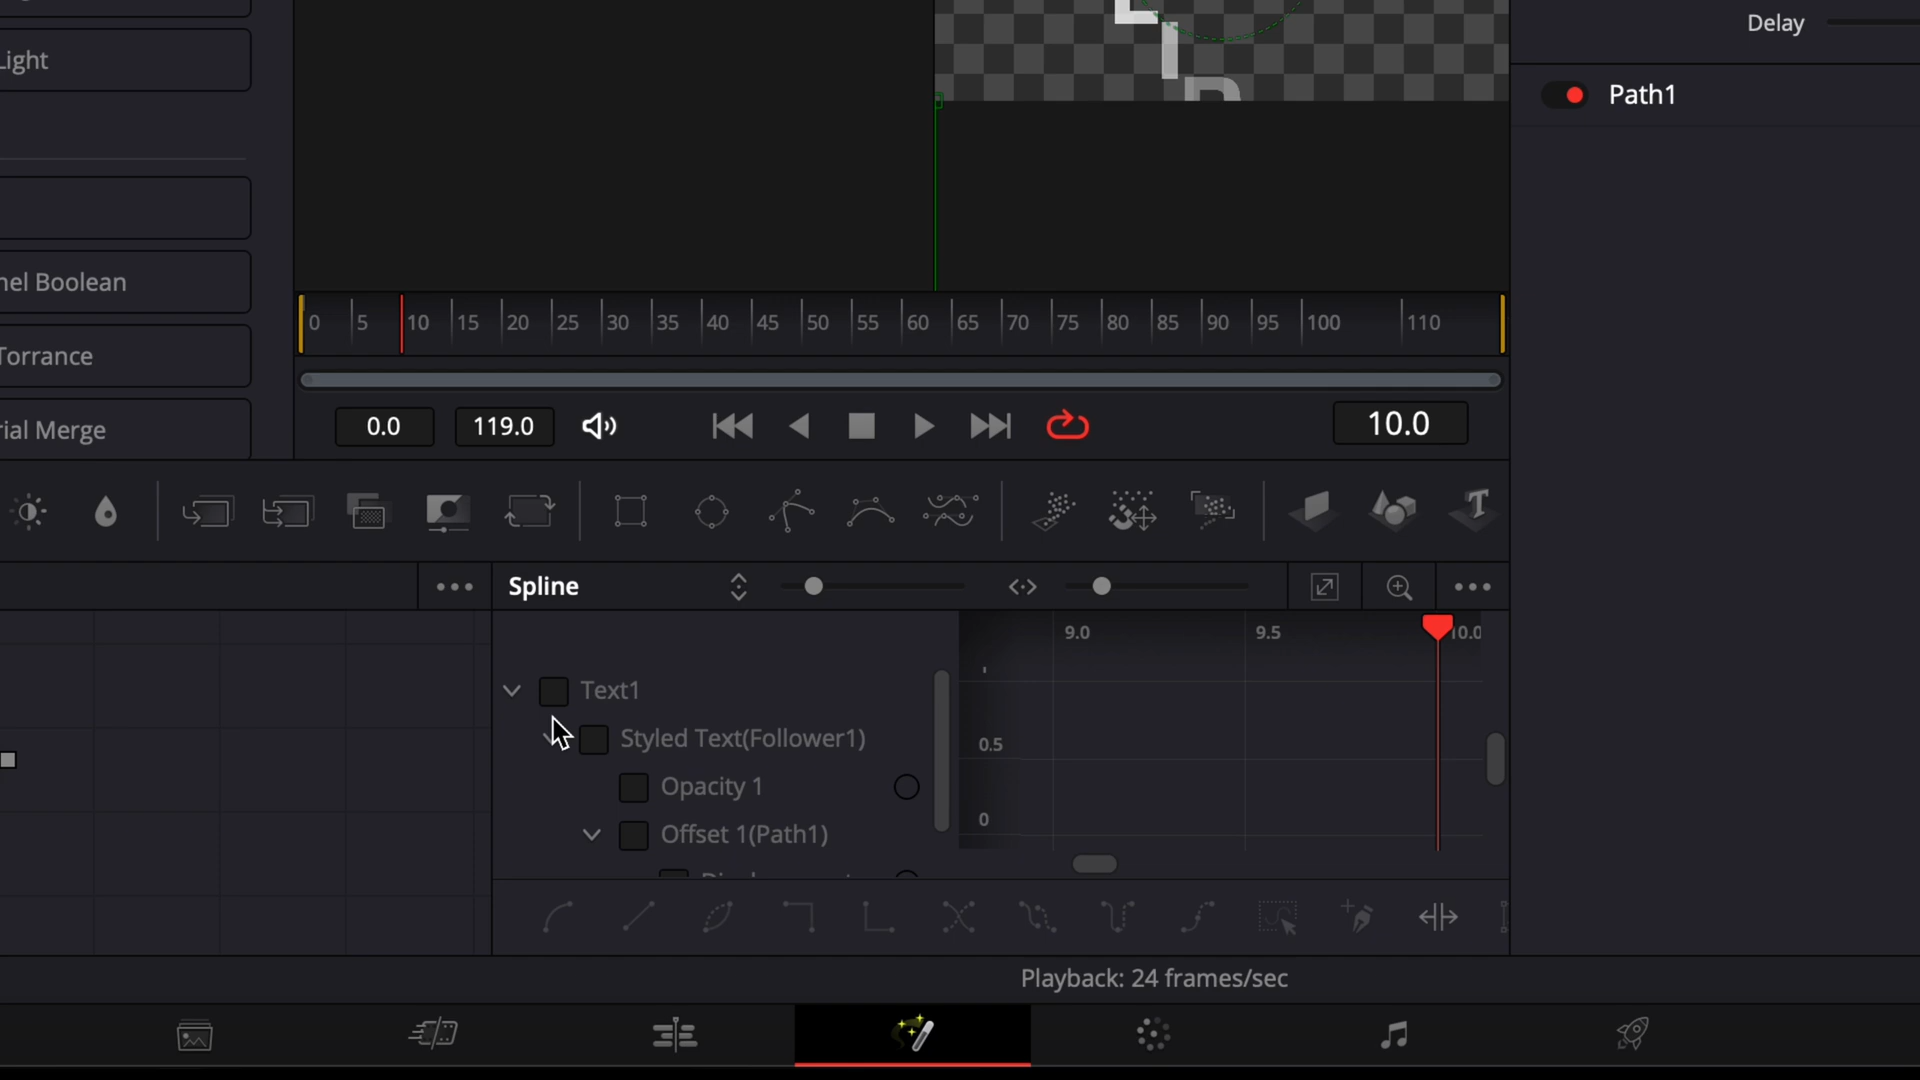 Delay
Light
Path1
nel Boolean
Torrance
rial Merge
0 5 10 15 20 25 30 35 40 45 50 55 60 65 70 75 80 85 90 95 100 110
0.0 119.0 10.0
Spline
9.0 9.5 10.0
Text1
Styled Text(Follower1)
0.5
Opacity 1
0
Offset 1(Path1)
Playback: 24 frames/sec